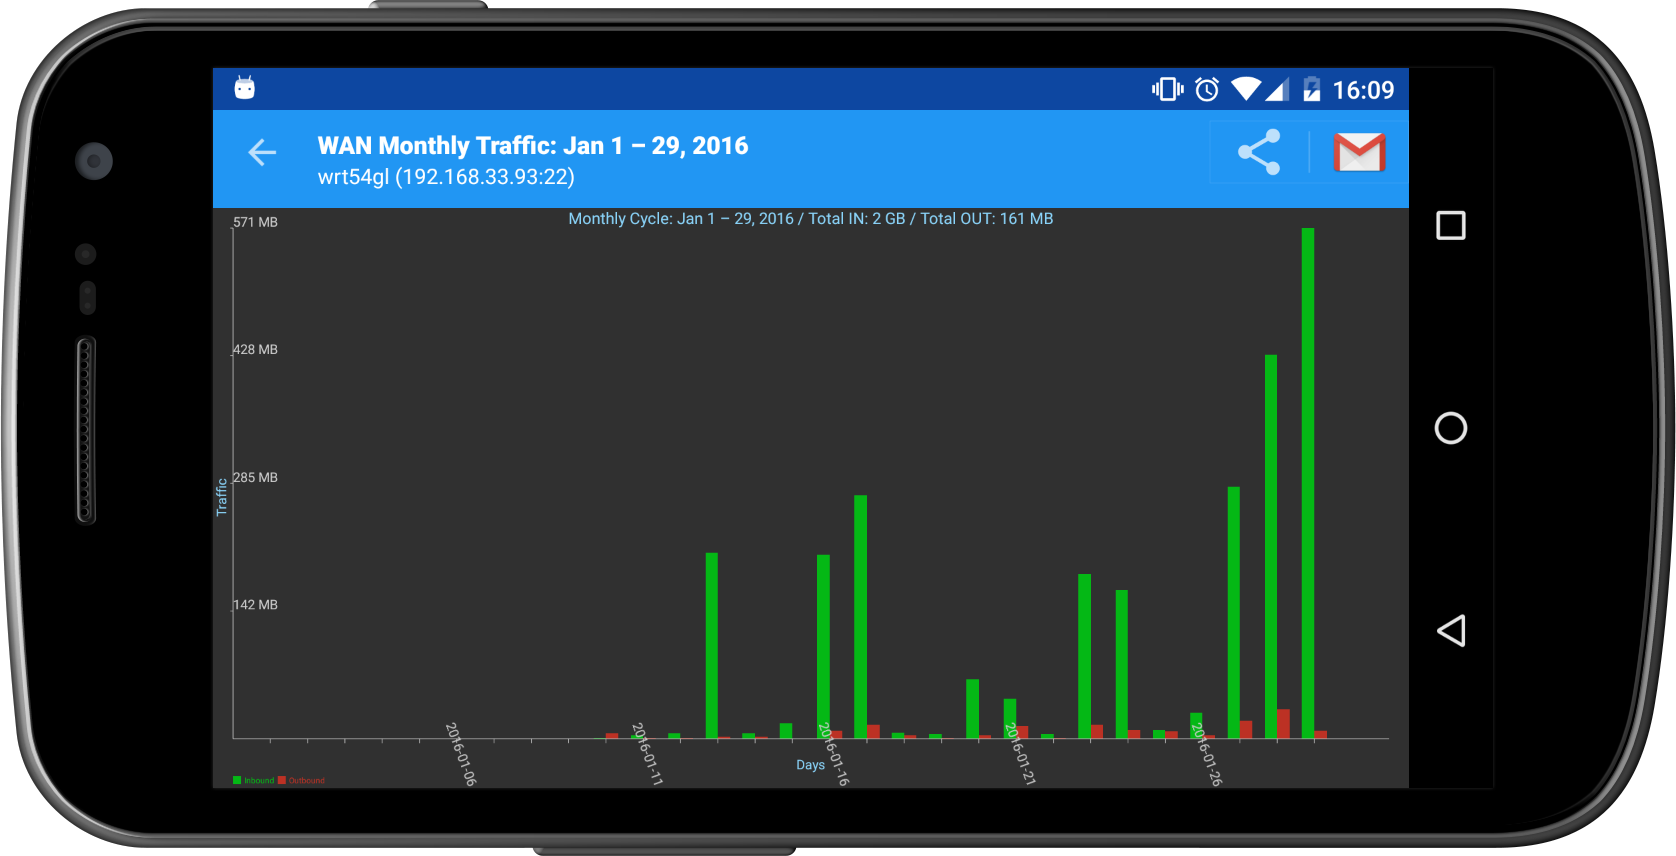 16:09
WAN Monthly Traffic: Jan 1 – 29, 2016
wrt54gl (192.168.33.93:22)
Monthly Cycle: Jan 1 – 29, 2016 / Total IN: 2 GB / Total OUT: 161 MB
571 MB
428 MB
285 MB
142 MB
Traffic
2016-01-06
2016-01-11
2016-01-16
2016-01-21
2016-01-26
Days
Inbound
Outbound